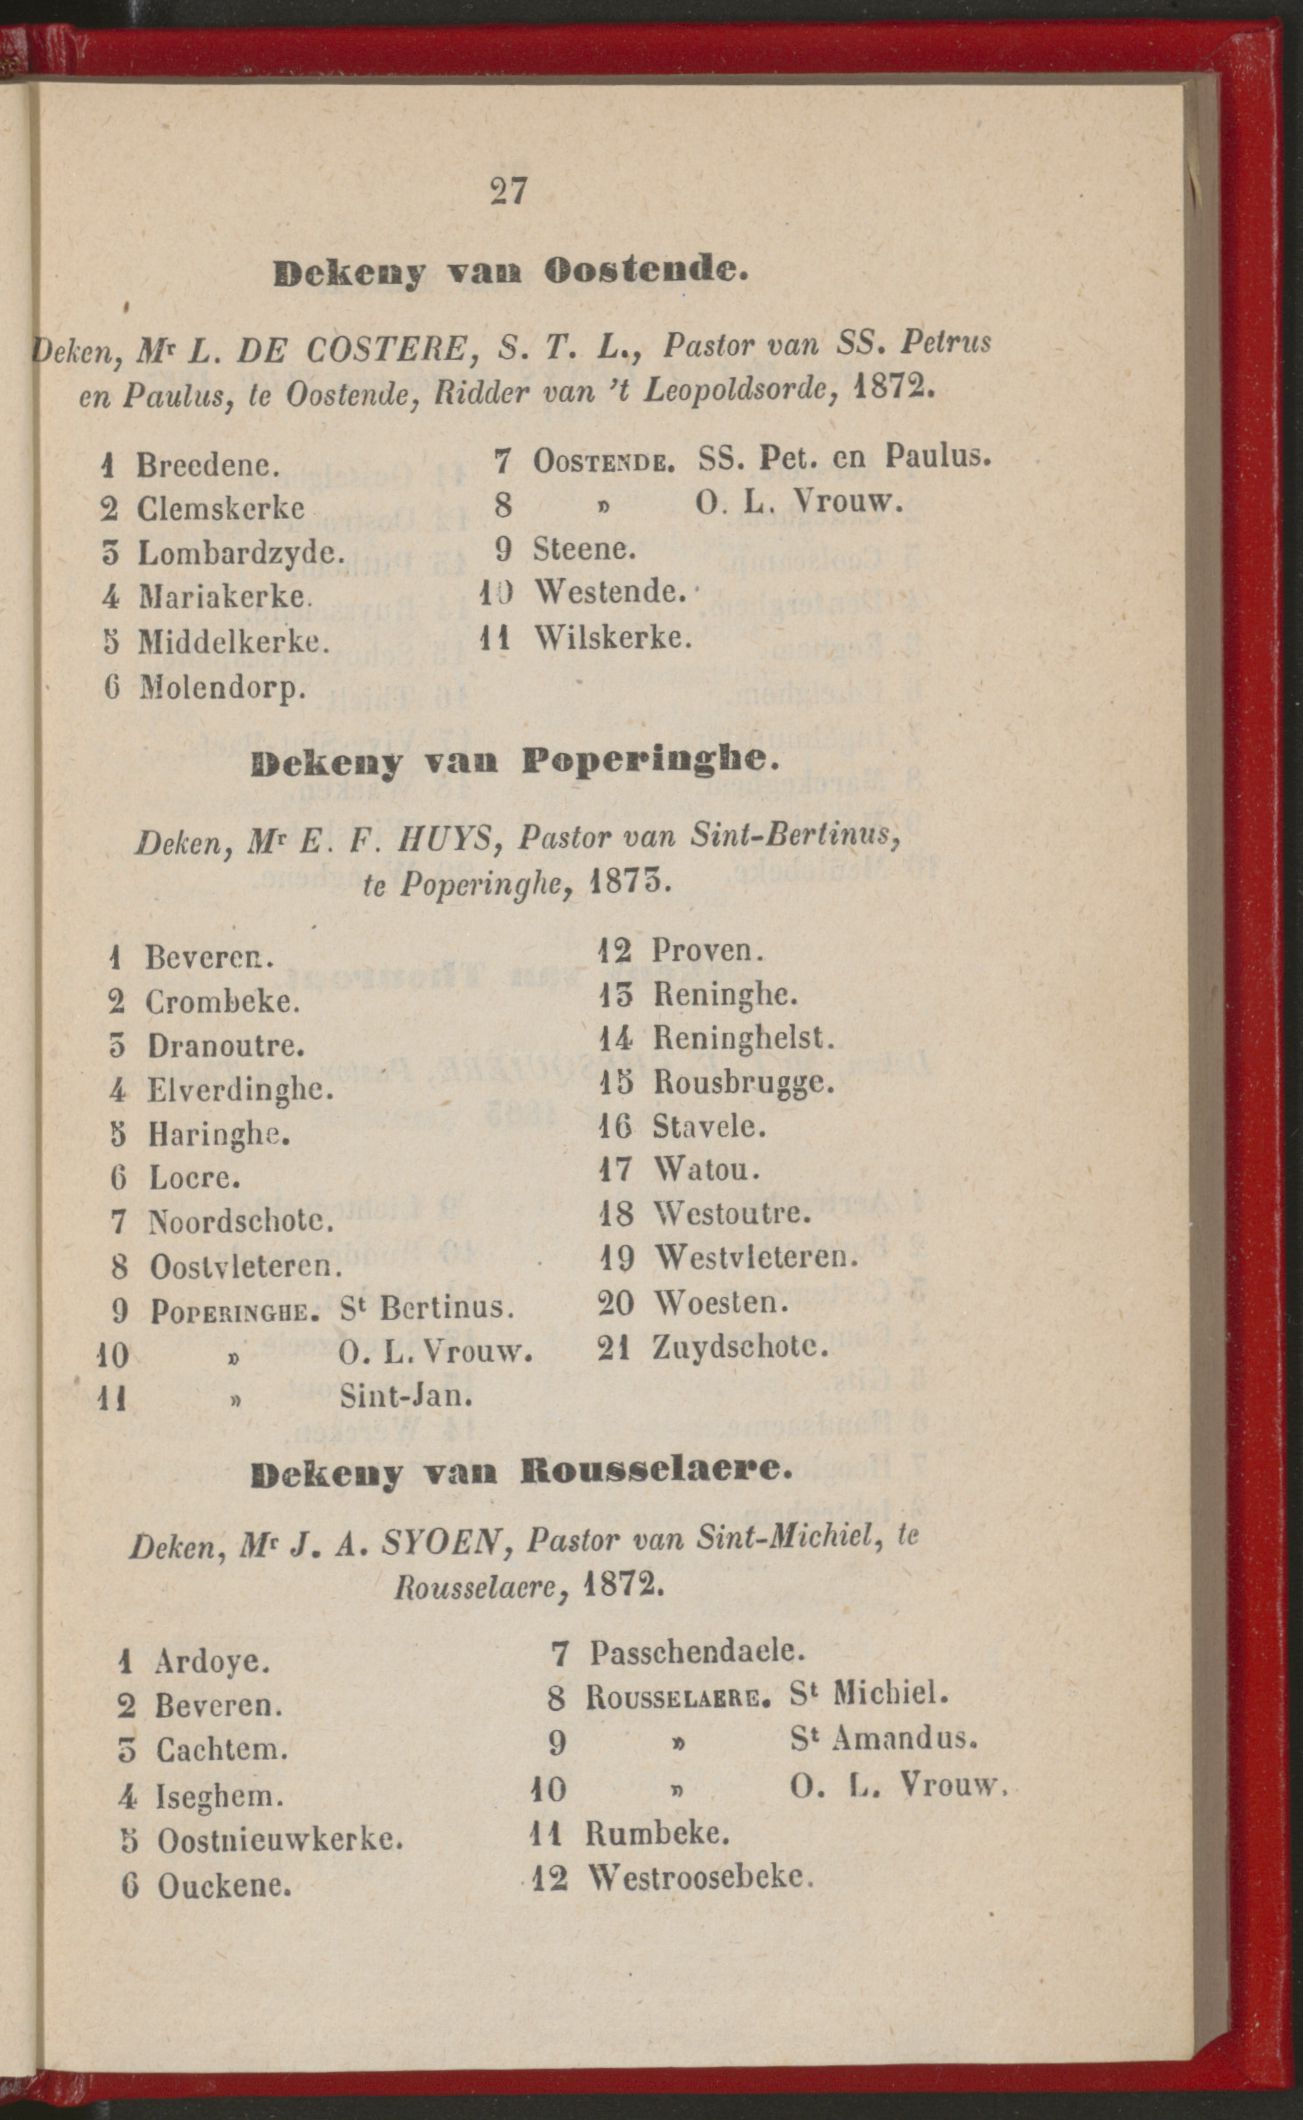 27
Dekeny van Oostende.
Deken, Mr L. DE COSTERE, S. T. L., Pastor van SS. Petrus
en Paulus, te Oostende, Ridder van 't Leopoldsorde, 1872.
1 Breedene.
2 Clemskerke
3 Lombardzyde.
4 Mariakerke.
5 Middelkerke.
6 Molendorp.
7 OOSTENDE. SS. Pet. en Paulus.
8 » O. L. Vrouw.
9 Steene.
10 Westende.
11 Wilskerke.
Dekeny van Poperinghe.
Deken, Mr E. F. HUYS, Pastor van Sint-Bertinus,
te Poperinghe, 1873.
1 Beveren.
2 Crombeke.
3 Dranoutre.
4 Elverdinghe.
5 Haringhe.
6 Locre.
7 Noordschote.
8 Oostvleteren.
9 POPERINGHE. St Bertinus.
10 » O. L. Vrouw.
11 » Sint-Jan.
12 Proven.
13 Reninghe.
14 Reninghelst.
15 Rousbrugge.
16 Stavele.
17 Watou.
18 Westoutre.
19 Westvleteren.
20 Woesten.
21 Zuydschote.
Dekeny van Rousselaere.
Deken, Mr J. A. SYOEN, Pastor van Sint-Michiel, te
Rousselaere, 1872.
1 Ardoye.
2 Beveren.
3 Cachtem.
4 Iseghem.
5 Oostnieuwkerke.
6 Ouckene.
7 Passchendaele.
8 ROUSSELAERE. St Michiel.
9 » St Amandus.
10 » O. L. Vrouw.
11 Rumbeke.
12 Westroosebeke.